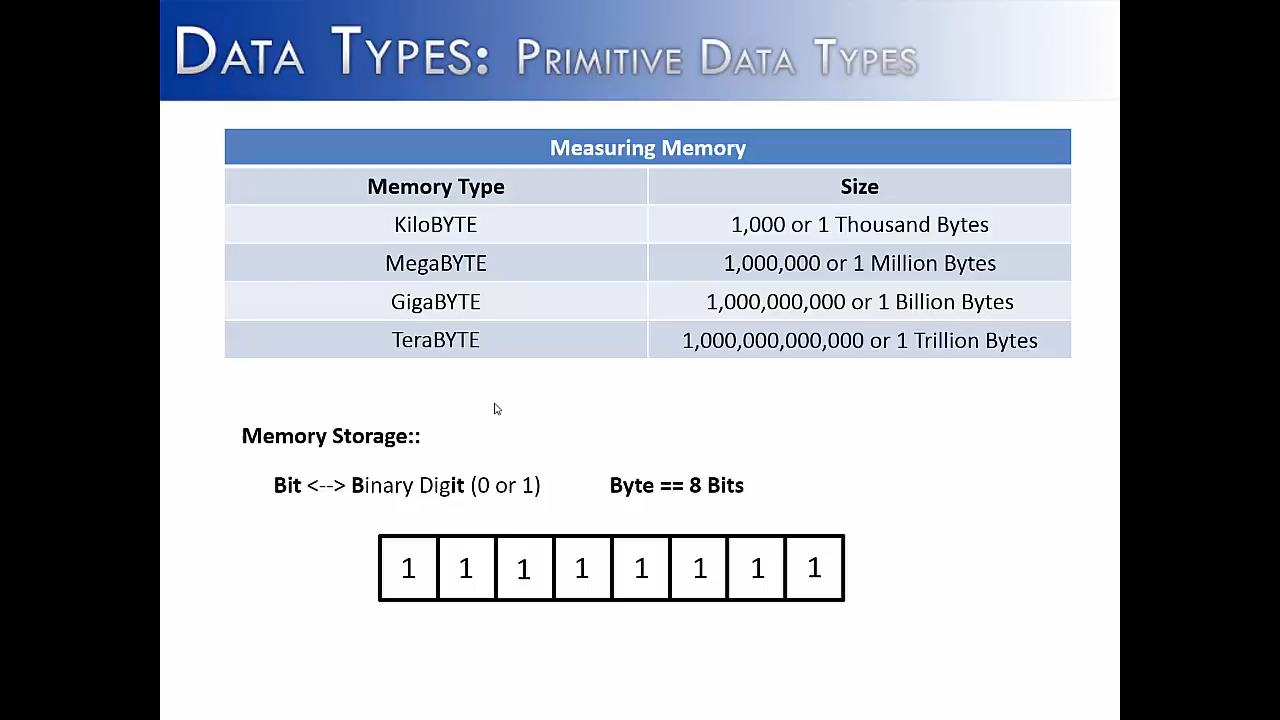 DATA TYPES: PRIMITIVE DATA TYPES
Measuring Memory
Memory Type Size
KiloBYTE 1,000 or 1 Thousand Bytes
MegaBYTE 1,000,000 or 1 Million Bytes
GigaBYTE 1,000,000,000 or 1 Billion Bytes
TeraBYTE 1,000,000,000,000 or 1 Trillion Bytes
Memory Storage::
Bit <--> Binary Digit (0 or 1) Byte == 8 Bits
1 1 1 1 1 1 1 1